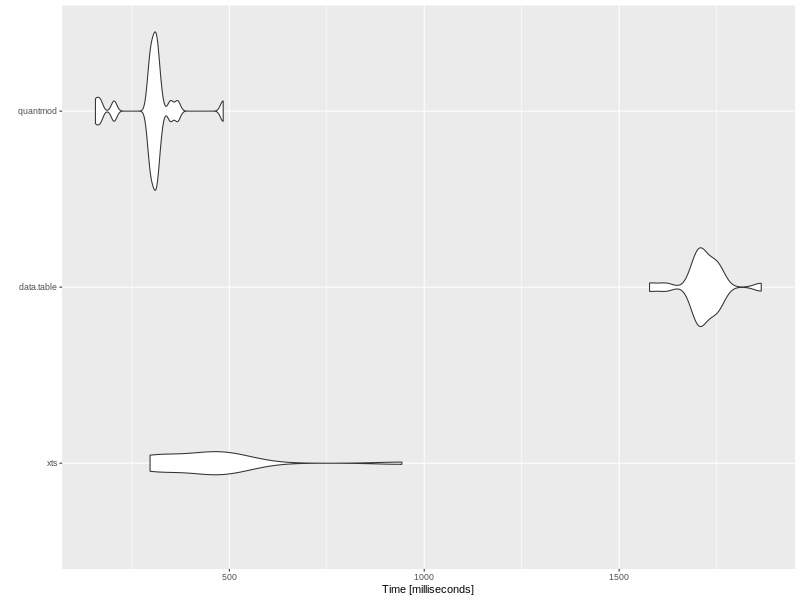 quantmod
data.table
xts
500 1000 1500
Time [milliseconds]